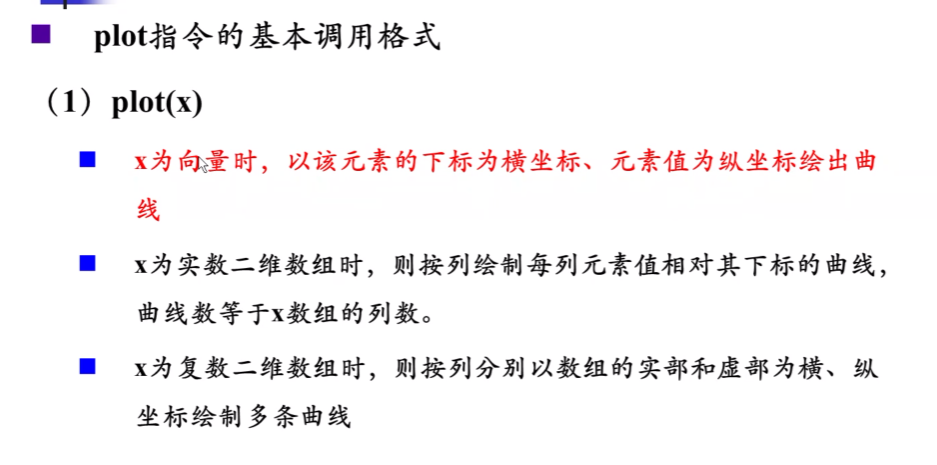 plot指令的基本调用格式
（1）plot(x)
x为向量时，以该元素的下标为横坐标、元素值为纵坐标绘出曲
线
x为实数二维数组时，则按列绘制每列元素值相对其下标的曲线，
曲线数等于x数组的列数。
x为复数二维数组时，则按列分别以数组的实部和虚部为横、纵
坐标绘制多条曲线